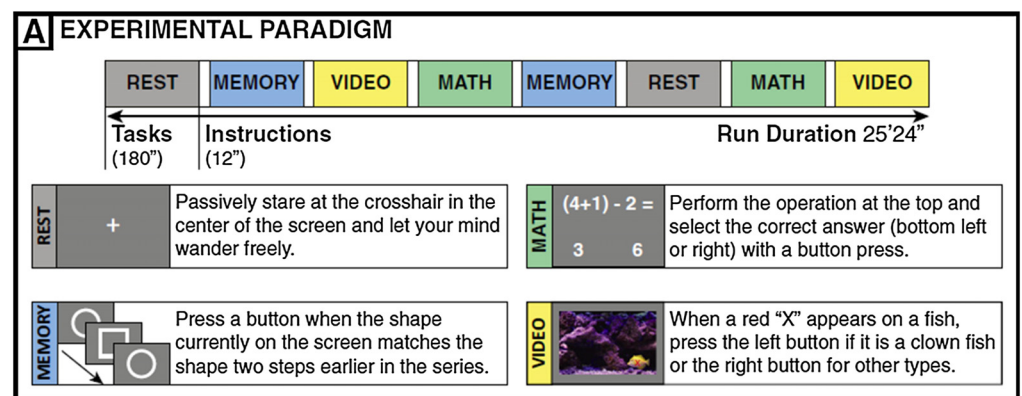 A EXPERIMENTAL PARADIGM
REST MEMORY VIDEO MATH MEMORY REST MATH VIDEO
Tasks Instructions Run Duration 25’24”
(180”) (12”)
REST
+
Passively stare at the crosshair in the
center of the screen and let your mind
wander freely.
MATH
(4+1) - 2 =
3 6
Perform the operation at the top and
select the correct answer (bottom left
or right) with a button press.
MEMORY
Press a button when the shape
currently on the screen matches the
shape two steps earlier in the series.
VIDEO
When a red “X” appears on a fish,
press the left button if it is a clown fish
or the right button for other types.